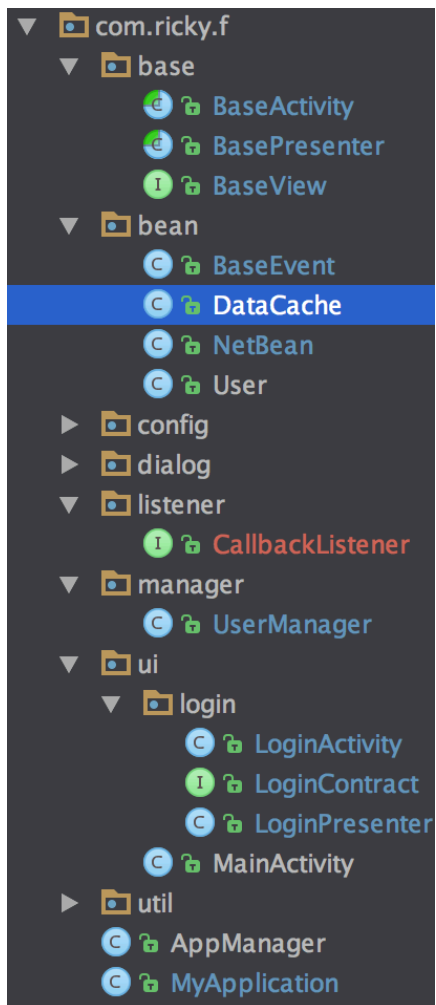 com.ricky.f
base
BaseActivity
BasePresenter
BaseView
bean
BaseEvent
DataCache
NetBean
User
config
dialog
listener
CallbackListener
manager
UserManager
ui
login
LoginActivity
LoginContract
LoginPresenter
MainActivity
util
AppManager
MyApplication